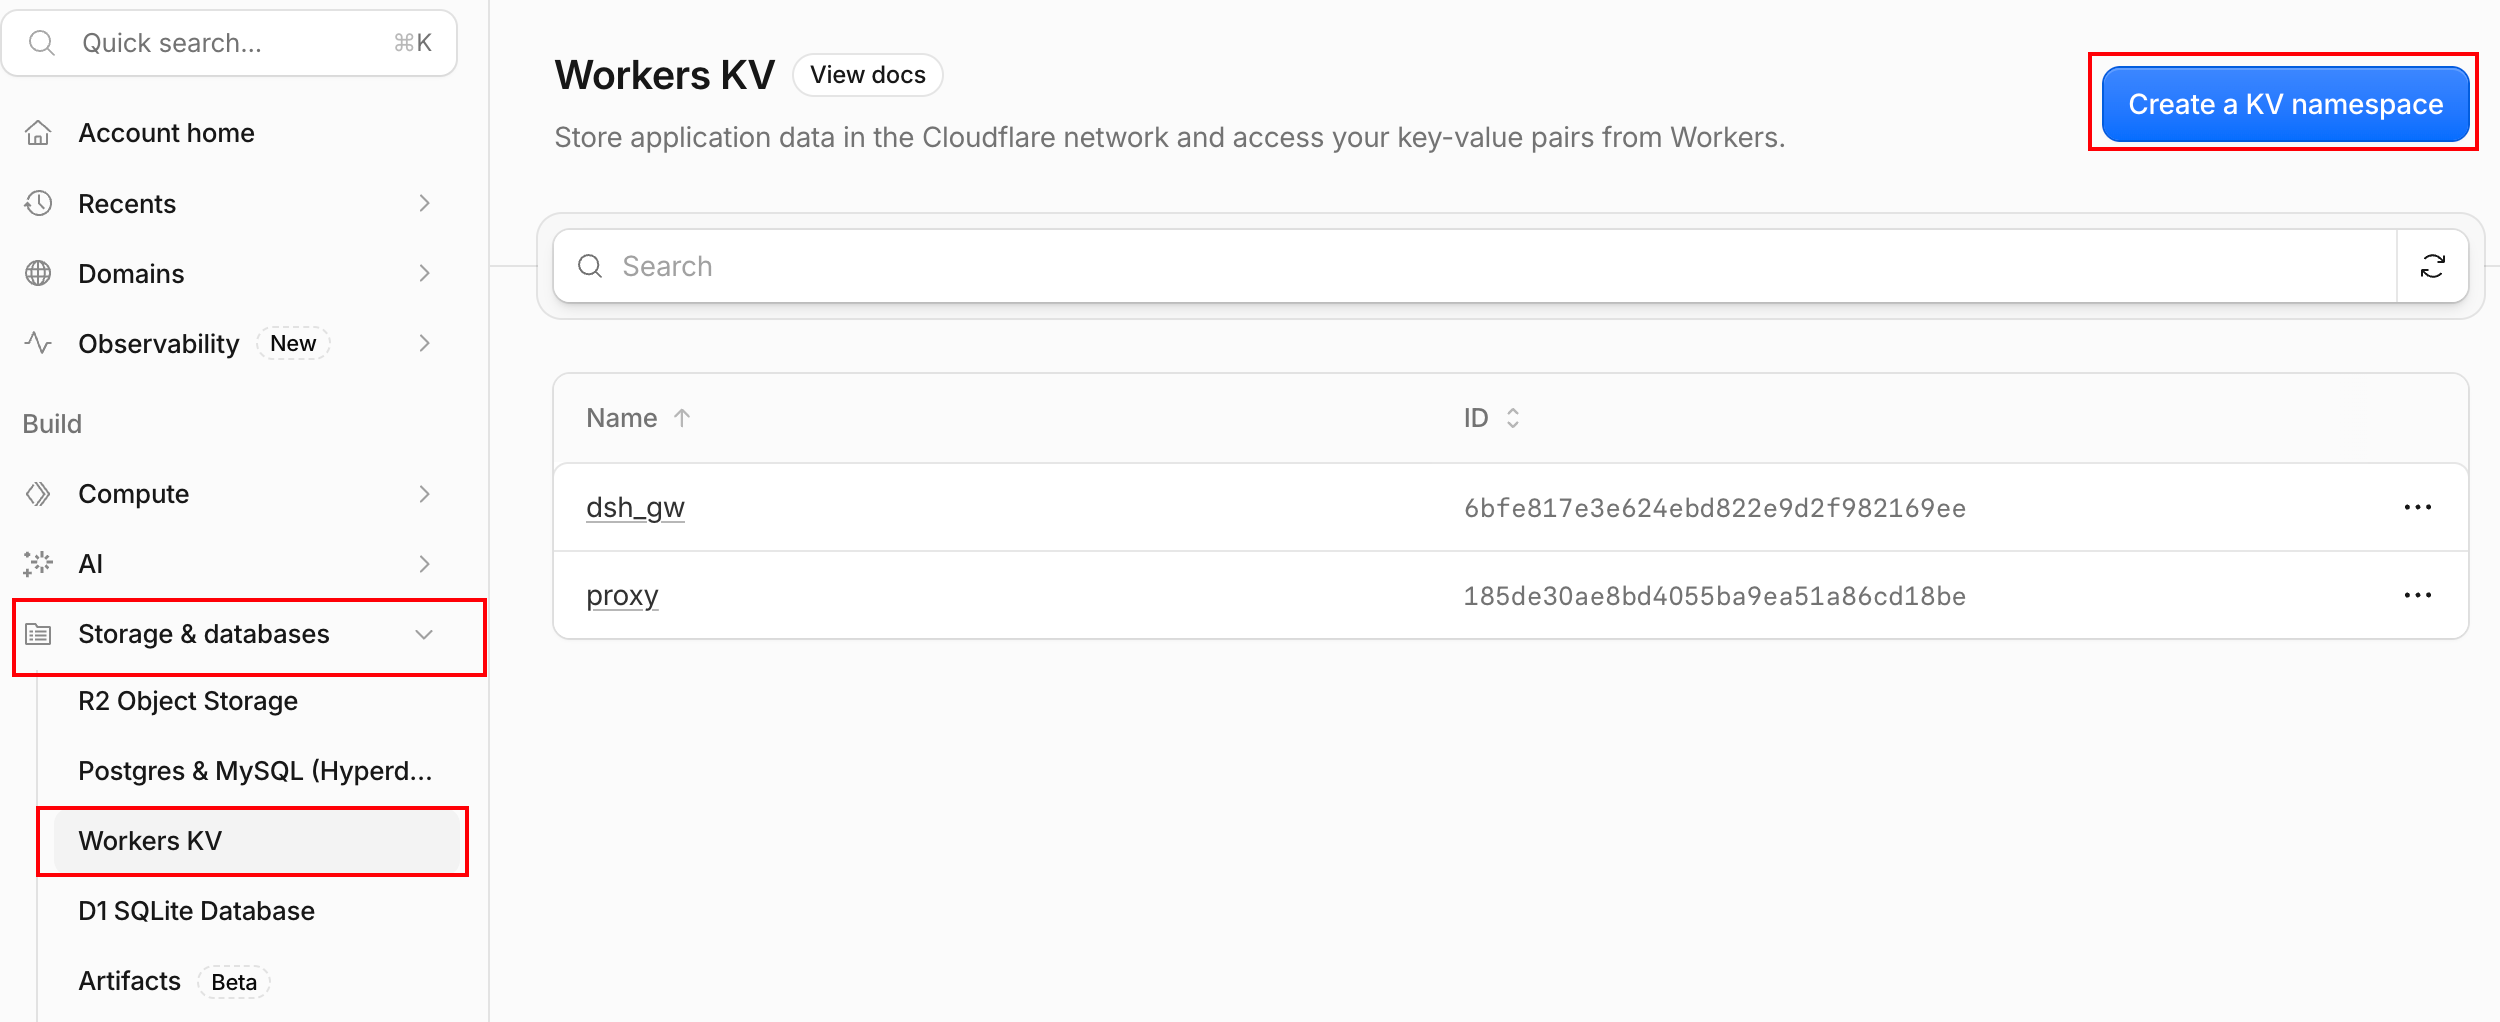 Quick search...
⌘K
Account home
Recents
Domains
Observability New
Build
Compute
AI
Storage & databases
R2 Object Storage
Postgres & MySQL (Hyperd...
Workers KV
D1 SQLite Database
Artifacts Beta
Workers KV
View docs
Store application data in the Cloudflare network and access your key-value pairs from Workers.
Create a KV namespace
Search
Name
ID
dsh_gw
6bfe817e3e624ebd822e9d2f982169ee
proxy
185de30ae8bd4055ba9ea51a86cd18be